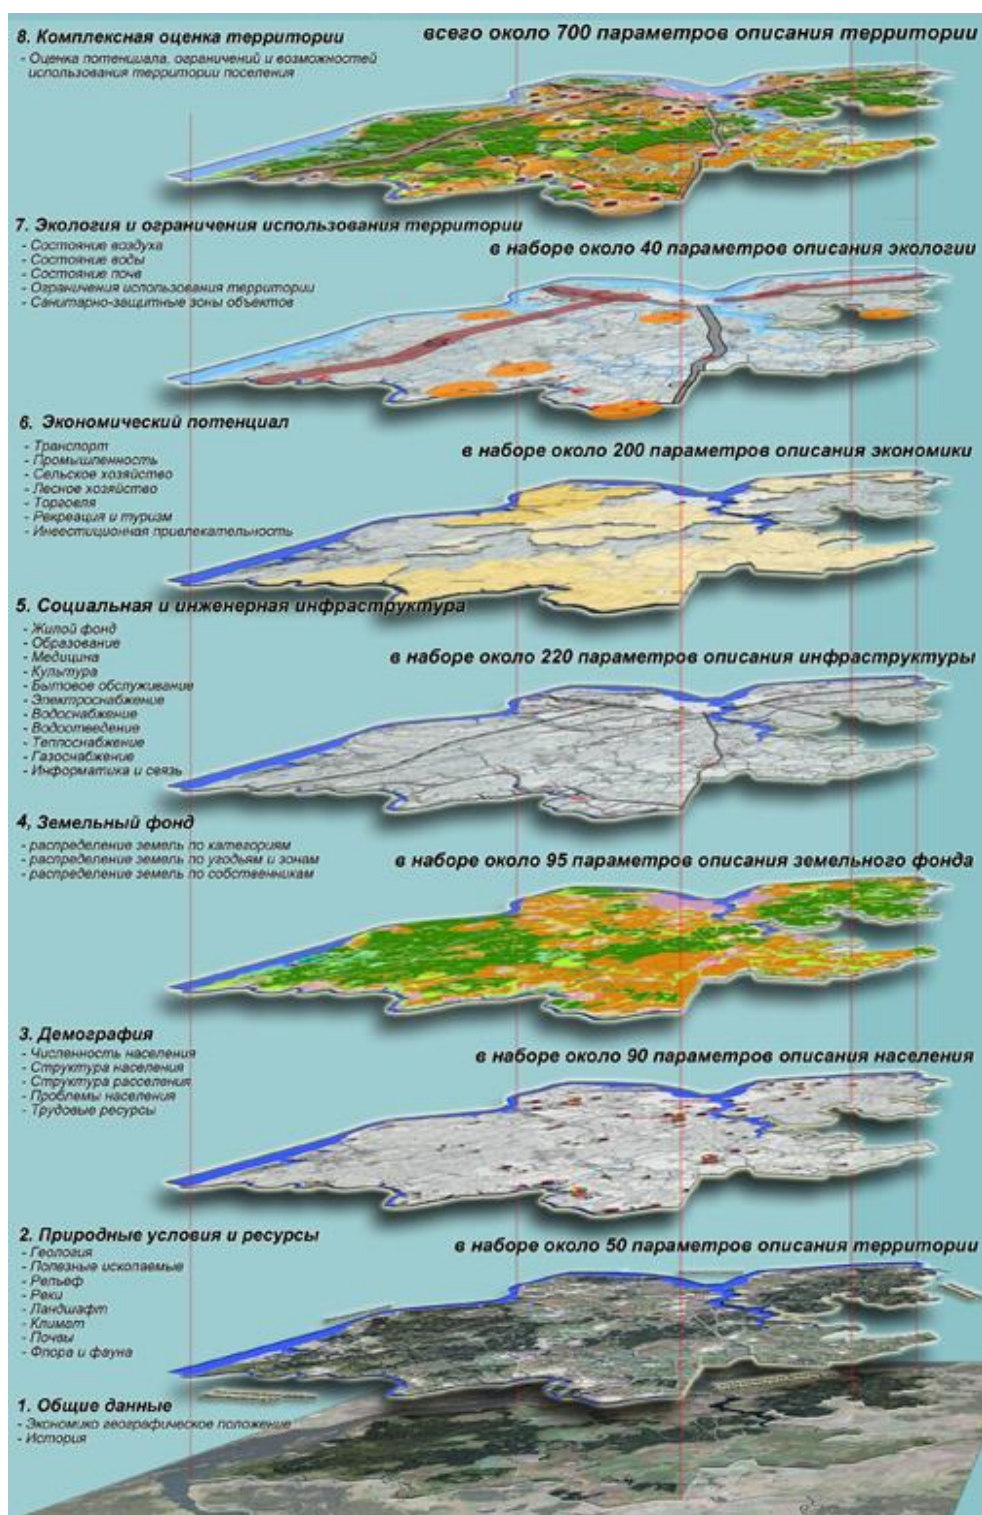 8. Комплексная оценка территории
всего около 700 параметров описания территории
- Оценка потенциала, ограничений и возможностей
использования территории поселения
7. Экология и ограничения использования территории
- Состояние воздуха
- Состояние воды
- Состояние почв
- Ограничения использования территории
- Санитарно-защитные зоны объектов
в наборе около 40 параметров описания экологии
6. Экономический потенциал
- Транспорт
- Промышленность
- Сельское хозяйство
- Лесное хозяйство
- Торговля
- Рекреация и туризм
- Инвестиционная привлекательность
в наборе около 200 параметров описания экономики
5. Социальная и инженерная инфраструктура
- Жилой фонд
- Образование
- Медицина
- Культура
- Бытовое обслуживание
- Электроснабжение
- Водоснабжение
- Водоотведение
- Теплоснабжение
- Газоснабжение
- Информатика и связь
в наборе около 220 параметров описания инфраструктуры
4, Земельный фонд
- распределение земель по категориям
- распределение земель по угодьям и зонам
- распределение земель по собственникам
в наборе около 95 параметров описания земельного фонда
3. Демография
- Численность населения
- Структура населения
- Структура расселения
- Проблемы населения
- Трудовые ресурсы
в наборе около 90 параметров описания населения
2. Природные условия и ресурсы
- Геология
- Полезные ископаемые
- Рельеф
- Реки
- Ландшафт
- Климат
- Почвы
- Флора и фауна
в наборе около 50 параметров описания территории
1. Общие данные
- Экономико географическое положение
- История